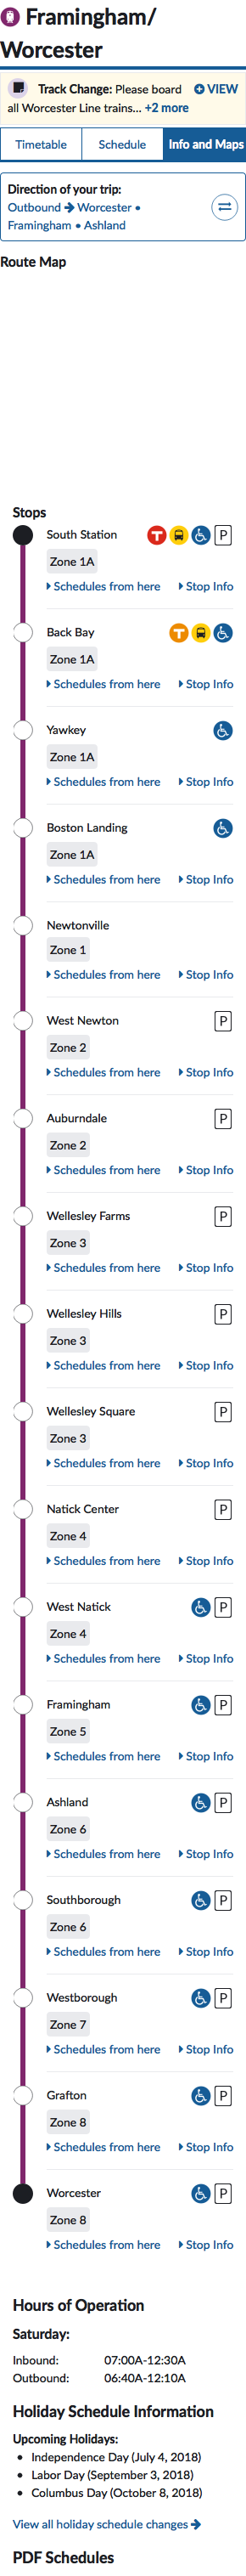 Framingham/
Worcester
Track Change: Please board
all Worcester Line trains... +2 more
VIEW
Timetable
Schedule
Info and Maps
Direction of your trip:
Outbound Worcester •
Framingham • Ashland
Route Map
Stops
South Station
T
P
Zone 1A
Schedules from here
Stop Info
Back Bay
T
Zone 1A
Schedules from here
Stop Info
Yawkey
Zone 1A
Schedules from here
Stop Info
Boston Landing
Zone 1A
Schedules from here
Stop Info
Newtonville
Zone 1
Schedules from here
Stop Info
West Newton
P
Zone 2
Schedules from here
Stop Info
Auburndale
P
Zone 2
Schedules from here
Stop Info
Wellesley Farms
P
Zone 3
Schedules from here
Stop Info
Wellesley Hills
P
Zone 3
Schedules from here
Stop Info
Wellesley Square
P
Zone 3
Schedules from here
Stop Info
Natick Center
P
Zone 4
Schedules from here
Stop Info
West Natick
P
Zone 4
Schedules from here
Stop Info
Framingham
P
Zone 5
Schedules from here
Stop Info
Ashland
P
Zone 6
Schedules from here
Stop Info
Southborough
P
Zone 6
Schedules from here
Stop Info
Westborough
P
Zone 7
Schedules from here
Stop Info
Grafton
P
Zone 8
Schedules from here
Stop Info
Worcester
P
Zone 8
Schedules from here
Stop Info
Hours of Operation
Saturday:
Inbound: 07:00A-12:30A
Outbound: 06:40A-12:10A
Holiday Schedule Information
Upcoming Holidays:
• Independence Day (July 4, 2018)
• Labor Day (September 3, 2018)
• Columbus Day (October 8, 2018)
View all holiday schedule changes
PDF Schedules